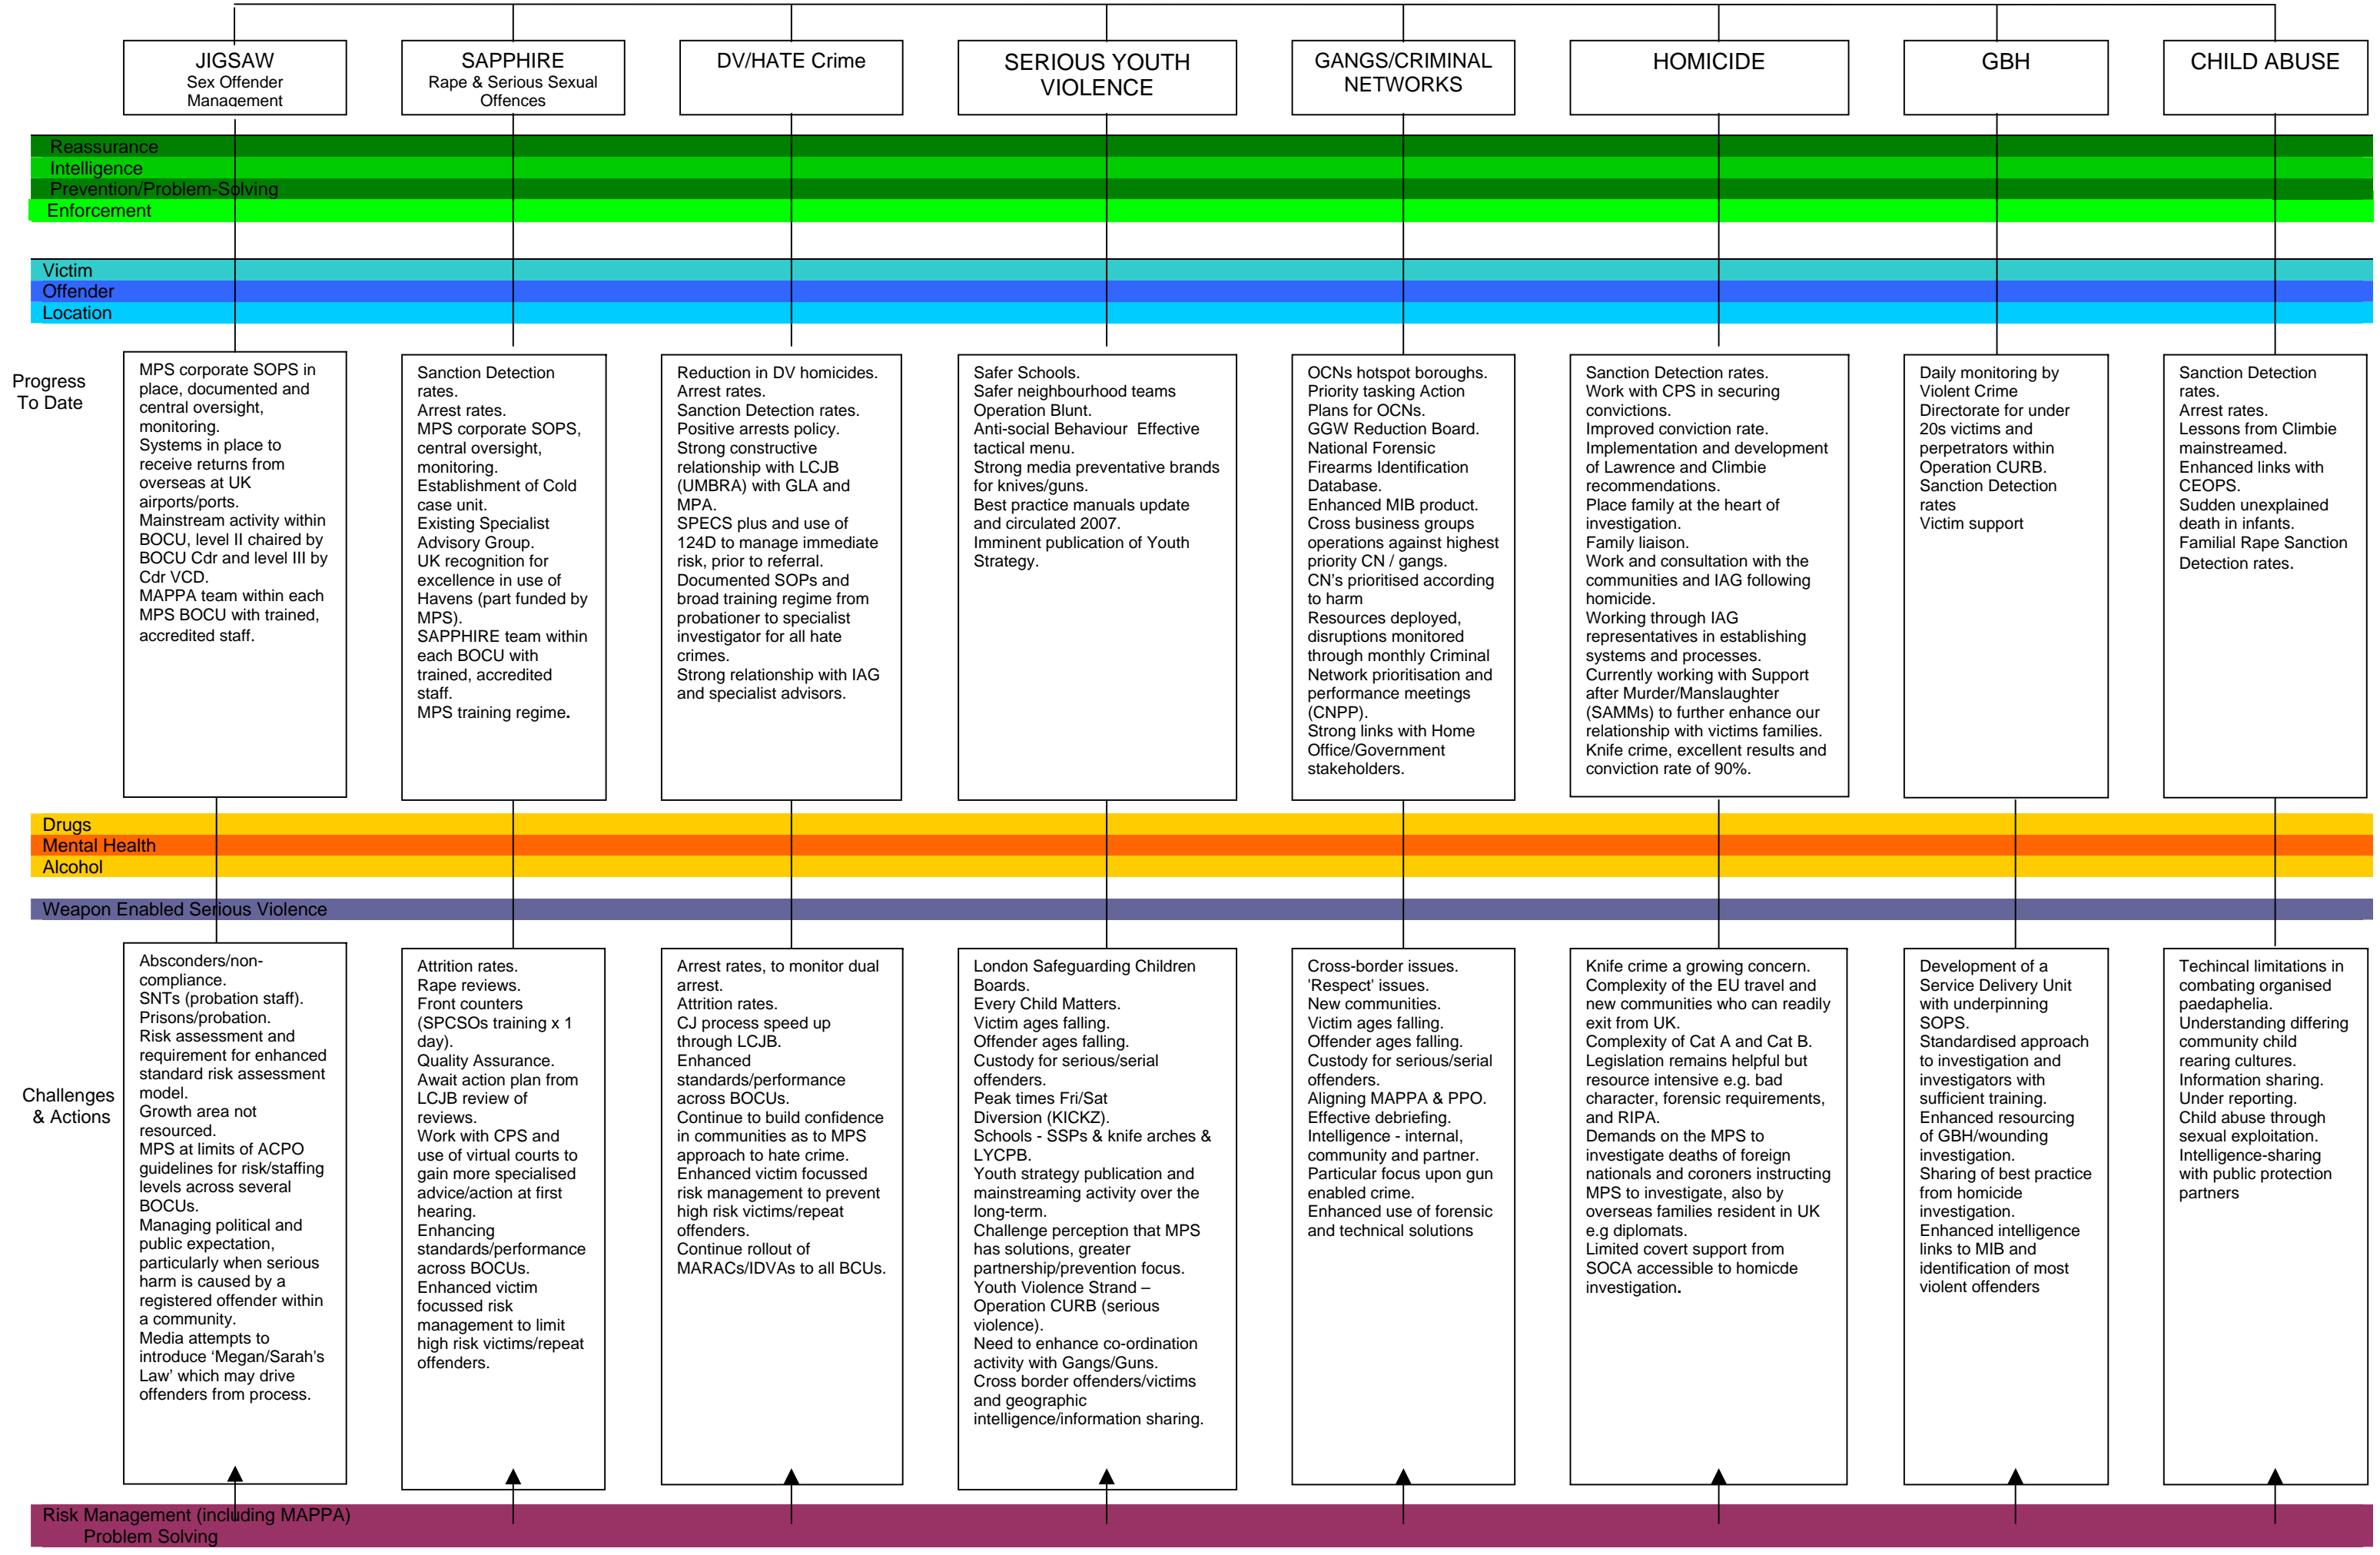 JIGSAW
Sex Offender
Management
SAPPHIRE
Rape & Serious Sexual
Offences
DV/HATE Crime
SERIOUS YOUTH
VIOLENCE
GANGS/CRIMINAL
NETWORKS
HOMICIDE
GBH
CHILD ABUSE
Reassurance
Intelligence
Prevention/Problem-Solving
Enforcement
Victim
Offender
Location
Progress
To Date
MPS corporate SOPS in
place, documented and
central oversight,
monitoring.
Systems in place to
receive returns from
overseas at UK
airports/ports.
Mainstream activity within
BOCU, level II chaired by
BOCU Cdr and level III by
Cdr VCD.
MAPPA team within each
MPS BOCU with trained,
accredited staff.
Sanction Detection
rates.
Arrest rates.
MPS corporate SOPS,
central oversight,
monitoring.
Establishment of Cold
case unit.
Existing Specialist
Advisory Group.
UK recognition for
excellence in use of
Havens (part funded by
MPS).
SAPPHIRE team within
each BOCU with
trained, accredited
staff.
MPS training regime.
Reduction in DV homicides.
Arrest rates.
Sanction Detection rates.
Positive arrests policy.
Strong constructive
relationship with LCJB
(UMBRA) with GLA and
MPA.
SPECS plus and use of
124D to manage immediate
risk, prior to referral.
Documented SOPs and
broad training regime from
probationer to specialist
investigator for all hate
crimes.
Strong relationship with IAG
and specialist advisors.
Safer Schools.
Safer neighbourhood teams
Operation Blunt.
Anti-social Behaviour  Effective
tactical menu.
Strong media preventative brands
for knives/guns.
Best practice manuals update
and circulated 2007.
Imminent publication of Youth
Strategy.
OCNs hotspot boroughs.
Priority tasking Action
Plans for OCNs.
GGW Reduction Board.
National Forensic
Firearms Identification
Database.
Enhanced MIB product.
Cross business groups
operations against highest
priority CN / gangs.
CN's prioritised according
to harm
Resources deployed,
disruptions monitored
through monthly Criminal
Network prioritisation and
performance meetings
(CNPP).
Strong links with Home
Office/Government
stakeholders.
Sanction Detection rates.
Work with CPS in securing
convictions.
Improved conviction rate.
Implementation and development
of Lawrence and Climbie
recommendations.
Place family at the heart of
investigation.
Family liaison.
Work and consultation with the
communities and IAG following
homicide.
Working through IAG
representatives in establishing
systems and processes.
Currently working with Support
after Murder/Manslaughter
(SAMMs) to further enhance our
relationship with victims families.
Knife crime, excellent results and
conviction rate of 90%.
Daily monitoring by
Violent Crime
Directorate for under
20s victims and
perpetrators within
Operation CURB.
Sanction Detection
rates
Victim support
Sanction Detection
rates.
Arrest rates.
Lessons from Climbie
mainstreamed.
Enhanced links with
CEOPS.
Sudden unexplained
death in infants.
Familial Rape Sanction
Detection rates.
Drugs
Mental Health
Alcohol
Weapon Enabled Serious Violence
Challenges
& Actions
Absconders/non-
compliance.
SNTs (probation staff).
Prisons/probation.
Risk assessment and
requirement for enhanced
standard risk assessment
model.
Growth area not
resourced.
MPS at limits of ACPO
guidelines for risk/staffing
levels across several
BOCUs.
Managing political and
public expectation,
particularly when serious
harm is caused by a
registered offender within
a community.
Media attempts to
introduce ‘Megan/Sarah's
Law’ which may drive
offenders from process.
Attrition rates.
Rape reviews.
Front counters
(SPCSOs training x 1
day).
Quality Assurance.
Await action plan from
LCJB review of
reviews.
Work with CPS and
use of virtual courts to
gain more specialised
advice/action at first
hearing.
Enhancing
standards/performance
across BOCUs.
Enhanced victim
focussed risk
management to limit
high risk victims/repeat
offenders.
Arrest rates, to monitor dual
arrest.
Attrition rates.
CJ process speed up
through LCJB.
Enhanced
standards/performance
across BOCUs.
Continue to build confidence
in communities as to MPS
approach to hate crime.
Enhanced victim focussed
risk management to prevent
high risk victims/repeat
offenders.
Continue rollout of
MARACs/IDVAs to all BCUs.
London Safeguarding Children
Boards.
Every Child Matters.
Victim ages falling.
Offender ages falling.
Custody for serious/serial
offenders.
Peak times Fri/Sat
Diversion (KICKZ).
Schools - SSPs & knife arches &
LYCPB.
Youth strategy publication and
mainstreaming activity over the
long-term.
Challenge perception that MPS
has solutions, greater
partnership/prevention focus.
Youth Violence Strand –
Operation CURB (serious
violence).
Need to enhance co-ordination
activity with Gangs/Guns.
Cross border offenders/victims
and geographic
intelligence/information sharing.
Cross-border issues.
'Respect' issues.
New communities.
Victim ages falling.
Offender ages falling.
Custody for serious/serial
offenders.
Aligning MAPPA & PPO.
Effective debriefing.
Intelligence - internal,
community and partner.
Particular focus upon gun
enabled crime.
Enhanced use of forensic
and technical solutions
Knife crime a growing concern.
Complexity of the EU travel and
new communities who can readily
exit from UK.
Complexity of Cat A and Cat B.
Legislation remains helpful but
resource intensive e.g. bad
character, forensic requirements,
and RIPA.
Demands on the MPS to
investigate deaths of foreign
nationals and coroners instructing
MPS to investigate, also by
overseas families resident in UK
e.g diplomats.
Limited covert support from
SOCA accessible to homicde
investigation.
Development of a
Service Delivery Unit
with underpinning
SOPS.
Standardised approach
to investigation and
investigators with
sufficient training.
Enhanced resourcing
of GBH/wounding
investigation.
Sharing of best practice
from homicide
investigation.
Enhanced intelligence
links to MIB and
identification of most
violent offenders
Techincal limitations in
combating organised
paedaphelia.
Understanding differing
community child
rearing cultures.
Information sharing.
Under reporting.
Child abuse through
sexual exploitation.
Intelligence-sharing
with public protection
partners
Risk Management (including MAPPA)
Problem Solving